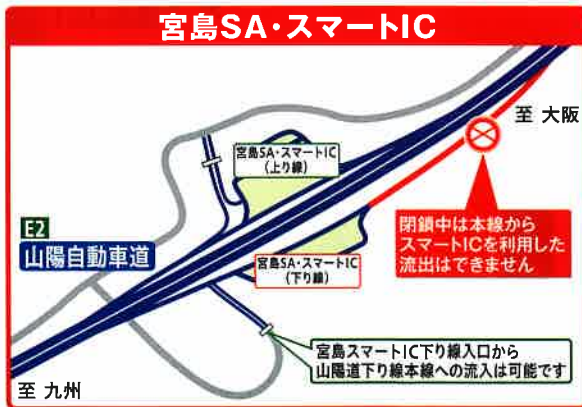 宮島SA・スマートIC
至 大阪
宮島SA・スマートIC
(上り線)
閉鎖中は本線から
スマートICを利用した
流出はできません
E2
山陽自動車道
宮島SA・スマートIC
(下り線)
宮島スマートIC下り線入口から
山陽道下り線本線への流入は可能です
至 九州